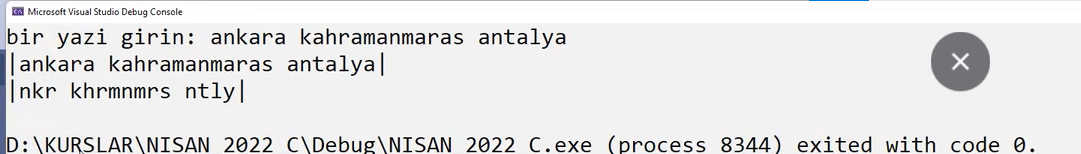 Microsoft Visual Studio Debug Console
bir yazi girin: ankara kahramanmaras antalya
|ankara kahramanmaras antalya|
|nkr khrmnmrs ntly|
D:\KURSLAR\NISAN 2022 C\Debug\NISAN 2022 C.exe (process 8344) exited with code 0.